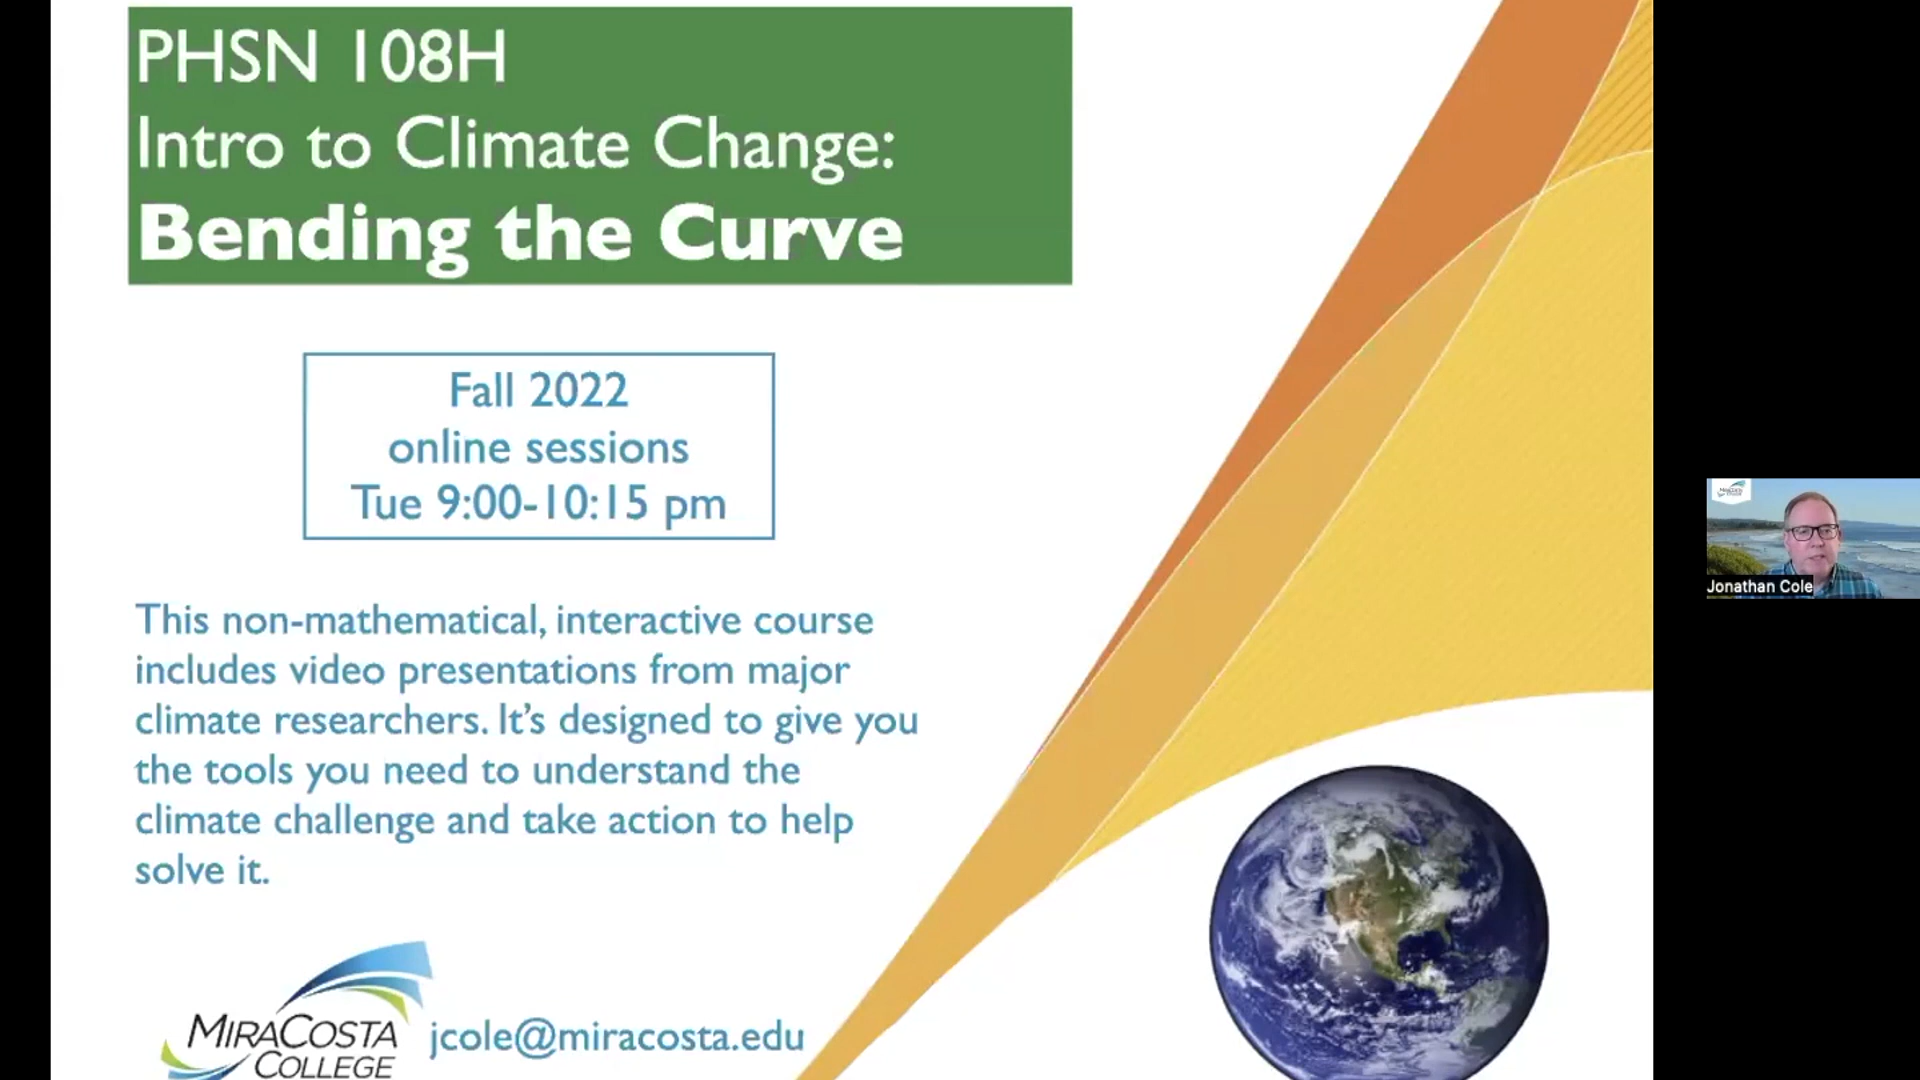 PHSN 108H
Intro to Climate Change:
Bending the Curve
Fall 2022
online sessions
Tue 9:00-10:15 pm
This non-mathematical, interactive course
includes video presentations from major
climate researchers. It's designed to give you
the tools you need to understand the
climate challenge and take action to help
solve it.
MIRACOSTA
COLLEGE
jcole@miracosta.edu
Jonathan Cole